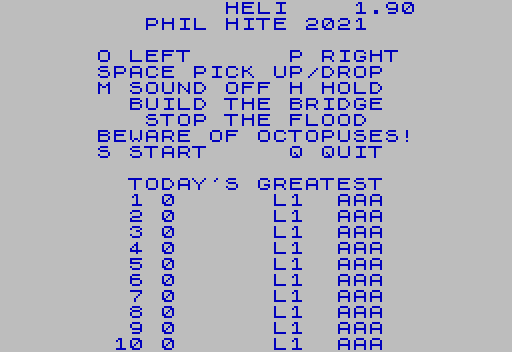 HELI 1.90
PHIL HITE 2021
O LEFT P RIGHT
SPACE PICK UP/DROP
M SOUND OFF H HOLD
BUILD THE BRIDGE
STOP THE FLOOD
BEWARE OF OCTOPUSES!
S START Q QUIT
TODAY'S GREATEST
1 0 L1 AAA
2 0 L1 AAA
3 0 L1 AAA
4 0 L1 AAA
5 0 L1 AAA
6 0 L1 AAA
7 0 L1 AAA
8 0 L1 AAA
9 0 L1 AAA
10 0 L1 AAA